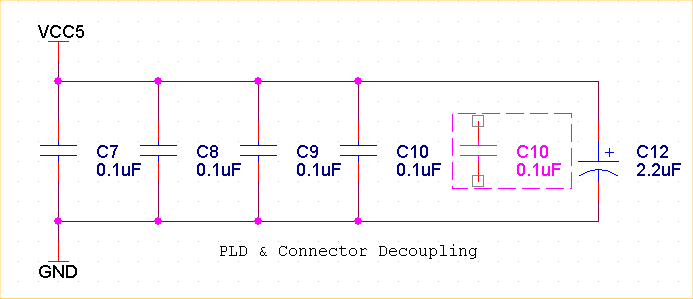 VCC5
C7
0.1uF
C8
0.1uF
C9
0.1uF
C10
0.1uF
C10
0.1uF
+
C12
2.2uF
PLD & Connector Decoupling
GND